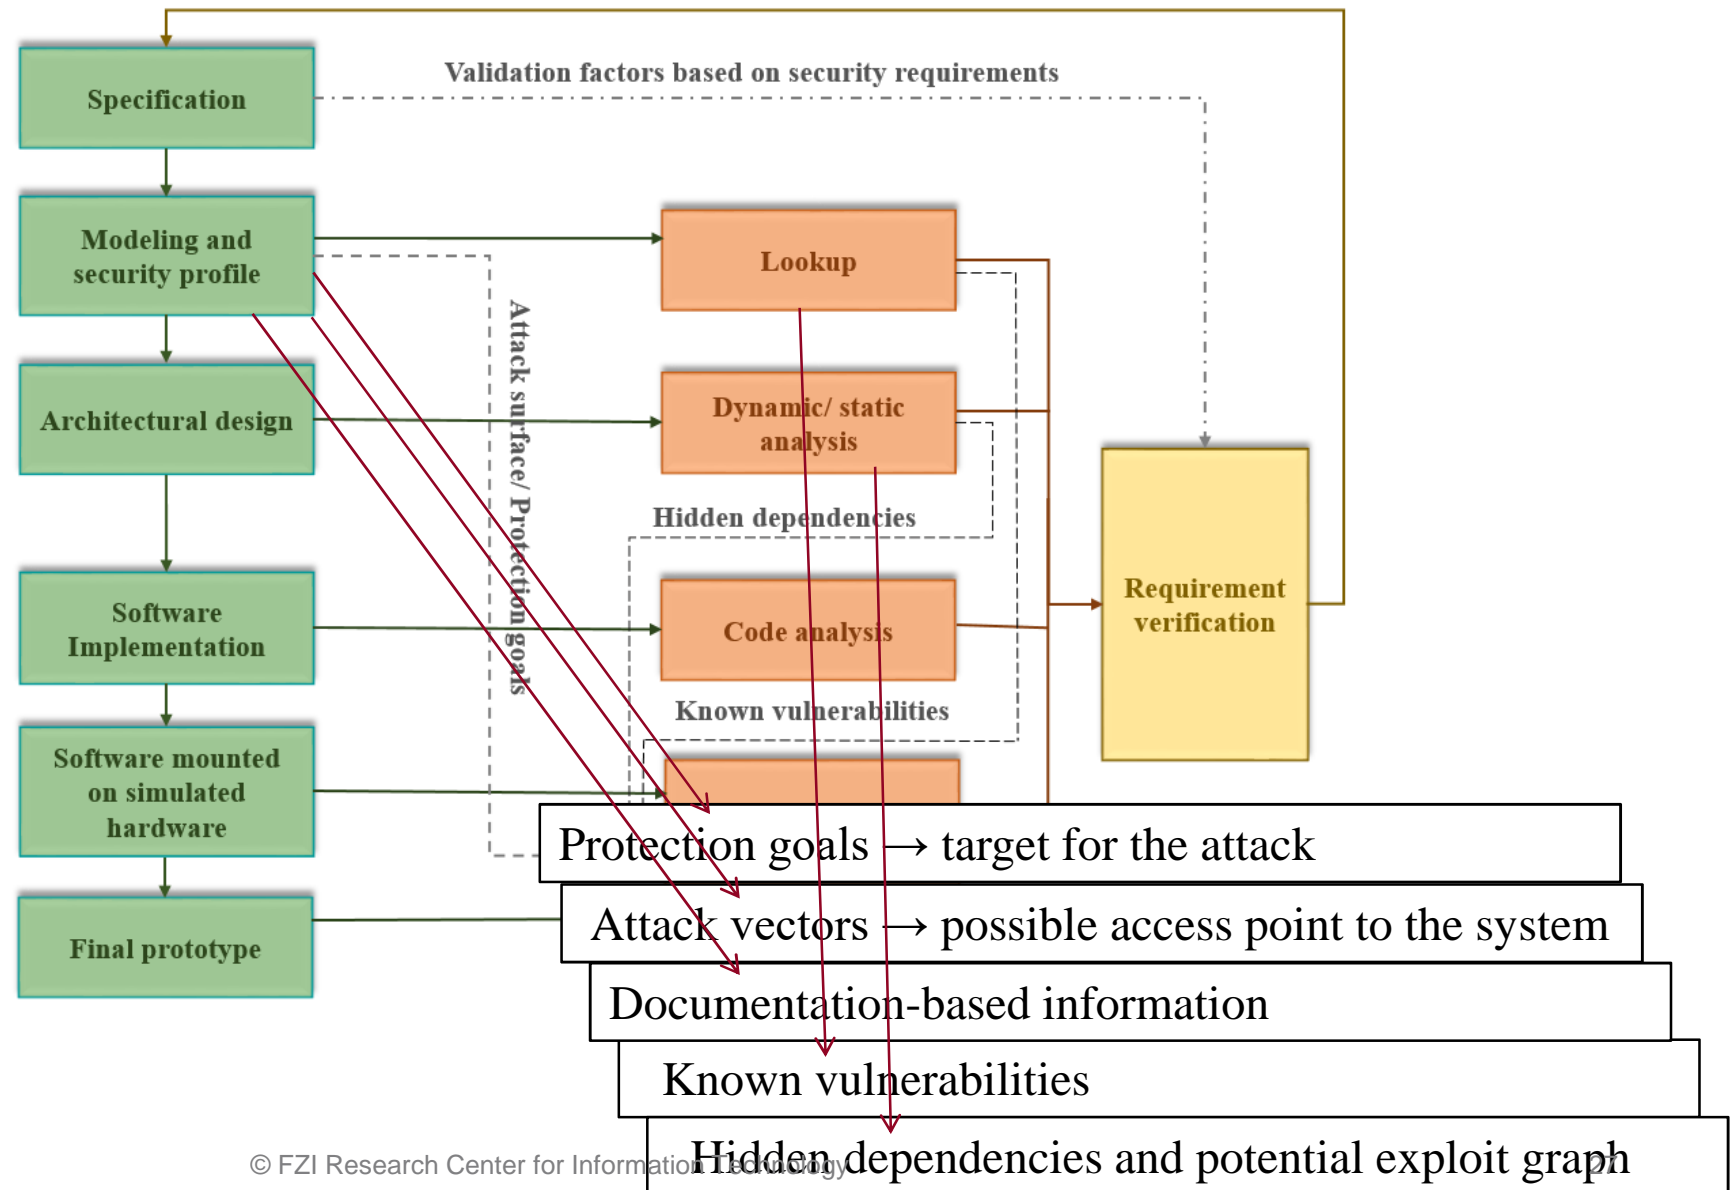 Validation factors based on security requirements
Specification
Modeling and
security profile
Lookup
Attack surface/ Protection goals
Architectural design
Dynamic/ static
analysis
Hidden dependencies
Software
Implementation
Code analysis
Requirement
verification
Known vulnerabilities
Software mounted
on simulated
hardware
Final prototype
Protection goals → target for the attack
Attack vectors → possible access point to the system
Documentation-based information
Known vulnerabilities
Hidden dependencies and potential exploit graph
© FZI Research Center for Information Technology
27